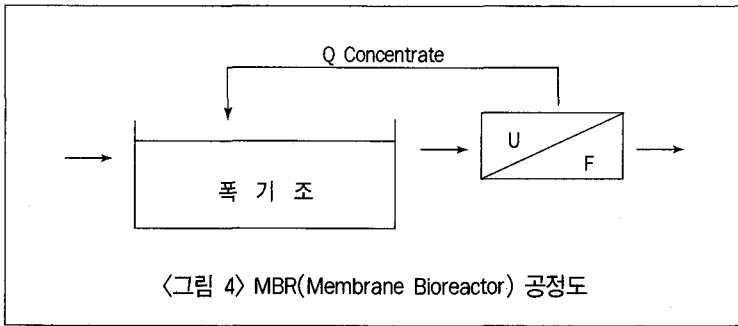 Q Concentrate
U
F
폭 기 조
〈그림 4〉 MBR(Membrane Bioreactor) 공정도